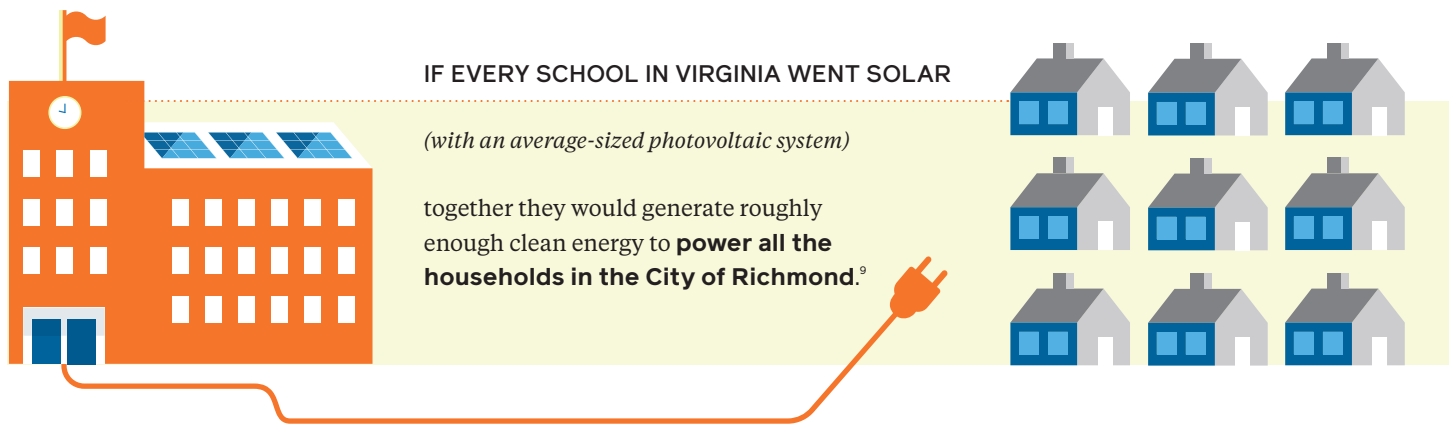 IF EVERY SCHOOL IN VIRGINIA WENT SOLAR
(with an average-sized photovoltaic system)
together they would generate roughly
enough clean energy to power all the
households in the City of Richmond.⁹